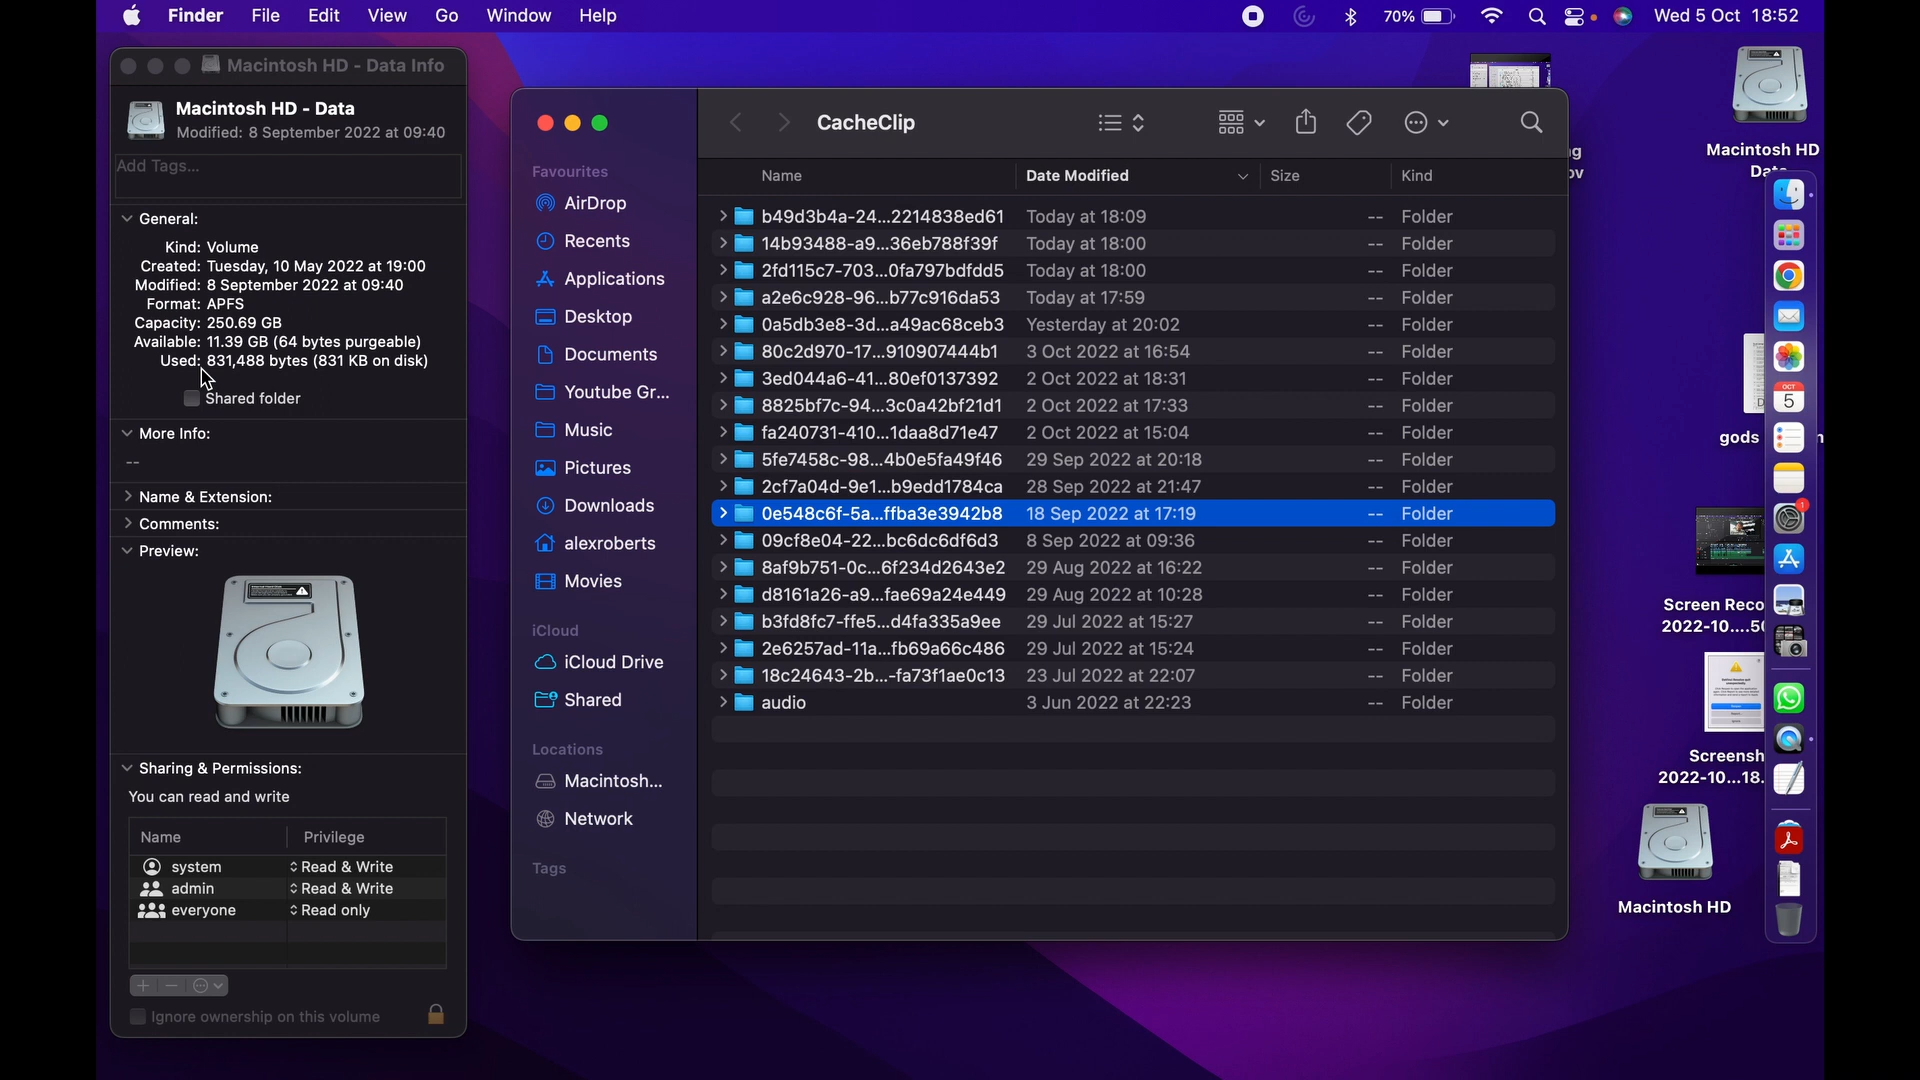 Finder File Edit View Go Window Help
70% Wed 5 Oct 18:52
Macintosh HD - Data Info
Macintosh HD - Data
Modified: 8 September 2022 at 09:40
Add Tags...
General:
Kind: Volume
Created: Tuesday, 10 May 2022 at 19:00
Modified: 8 September 2022 at 09:40
Format: APFS
Capacity: 250.69 GB
Available: 11.39 GB (64 bytes purgeable)
Used: 831,488 bytes (831 KB on disk)
Shared folder
More Info:
--
Name & Extension:
Comments:
Preview:
Sharing & Permissions:
You can read and write
Name Privilege
system Read & Write
admin Read & Write
everyone Read only
Ignore ownership on this volume
Favourites
AirDrop
Recents
Applications
Desktop
Documents
Youtube Gr...
Music
Pictures
Downloads
alexroberts
Movies
iCloud
iCloud Drive
Shared
Locations
Macintosh...
Network
Tags
CacheClip
Name Date Modified Size Kind
b49d3b4a-24...2214838ed61 Today at 18:09 -- Folder
14b93488-a9...36eb788f39f Today at 18:00 -- Folder
2fd115c7-703...0fa797bdfdd5 Today at 18:00 -- Folder
a2e6c928-96...b77c916da53 Today at 17:59 -- Folder
0a5db3e8-3d...a49ac68ceb3 Yesterday at 20:02 -- Folder
80c2d970-17...910907444b1 3 Oct 2022 at 16:54 -- Folder
3ed044a6-41...80ef0137392 2 Oct 2022 at 18:31 -- Folder
8825bf7c-94...3c0a42bf21d1 2 Oct 2022 at 17:33 -- Folder
fa240731-410...1daa8d71e47 2 Oct 2022 at 15:04 -- Folder
5fe7458c-98...4b0e5fa49f46 29 Sep 2022 at 20:18 -- Folder
2cf7a04d-9e1...b9edd1784ca 28 Sep 2022 at 21:47 -- Folder
0e548c6f-5a...ffba3e3942b8 18 Sep 2022 at 17:19 -- Folder
09cf8e04-22...bc6dc6df6d3 8 Sep 2022 at 09:36 -- Folder
8af9b751-0c...6f234d2643e2 29 Aug 2022 at 16:22 -- Folder
d8161a26-a9...fae69a24e449 29 Aug 2022 at 10:28 -- Folder
b3fd8fc7-ffe5...d4fa335a9ee 29 Jul 2022 at 15:27 -- Folder
2e6257ad-11a...fb69a66c486 29 Jul 2022 at 15:24 -- Folder
18c24643-2b...-fa73f1ae0c13 23 Jul 2022 at 22:07 -- Folder
audio 3 Jun 2022 at 22:23 -- Folder
Macintosh HD
OCT
5
1
gods
Screen Reco
2022-10....5
Screensh
2022-10...18.
Macintosh HD